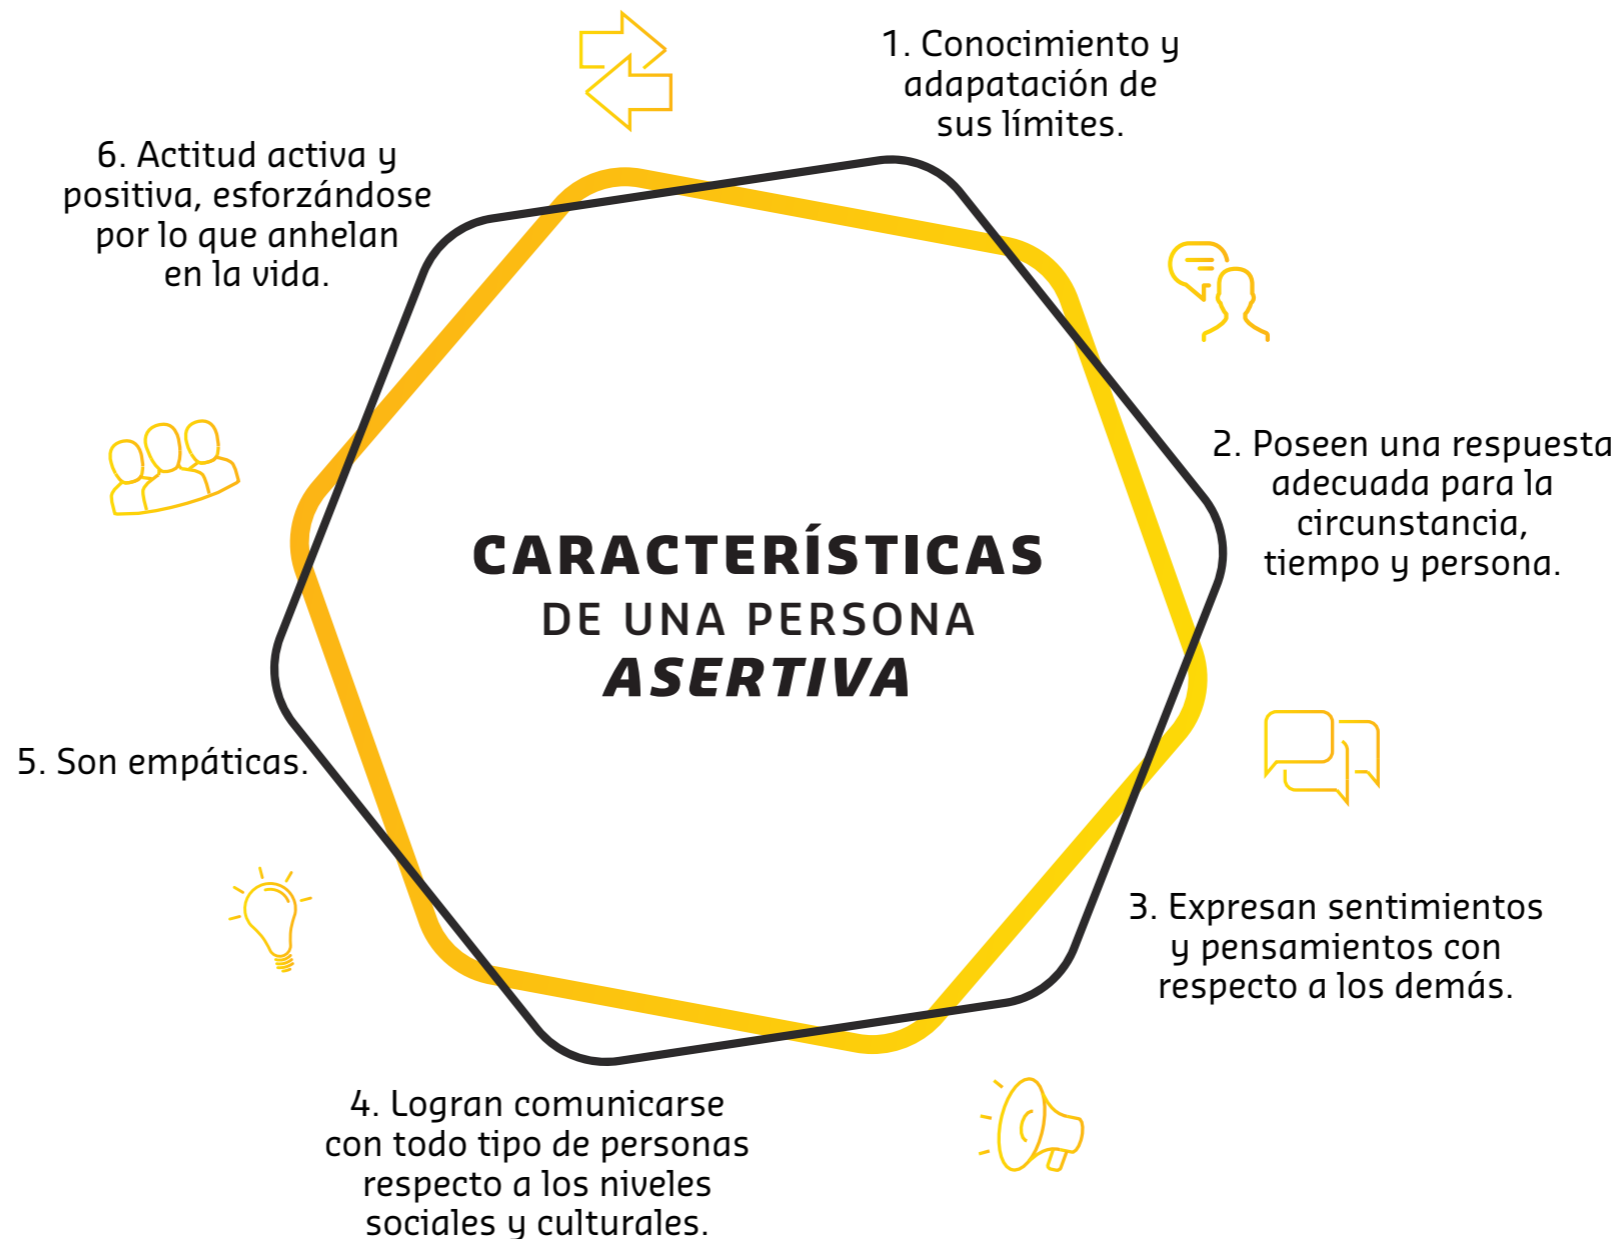 CARACTERÍSTICAS
DE UNA PERSONA
ASERTIVA
1. Conocimiento y
adapatación de
sus límites.
2. Poseen una respuesta
adecuada para la
circunstancia,
tiempo y persona.
3. Expresan sentimientos
y pensamientos con
respecto a los demás.
4. Logran comunicarse
con todo tipo de personas
respecto a los niveles
sociales y culturales.
5. Son empáticas.
6. Actitud activa y
positiva, esforzándose
por lo que anhelan
en la vida.